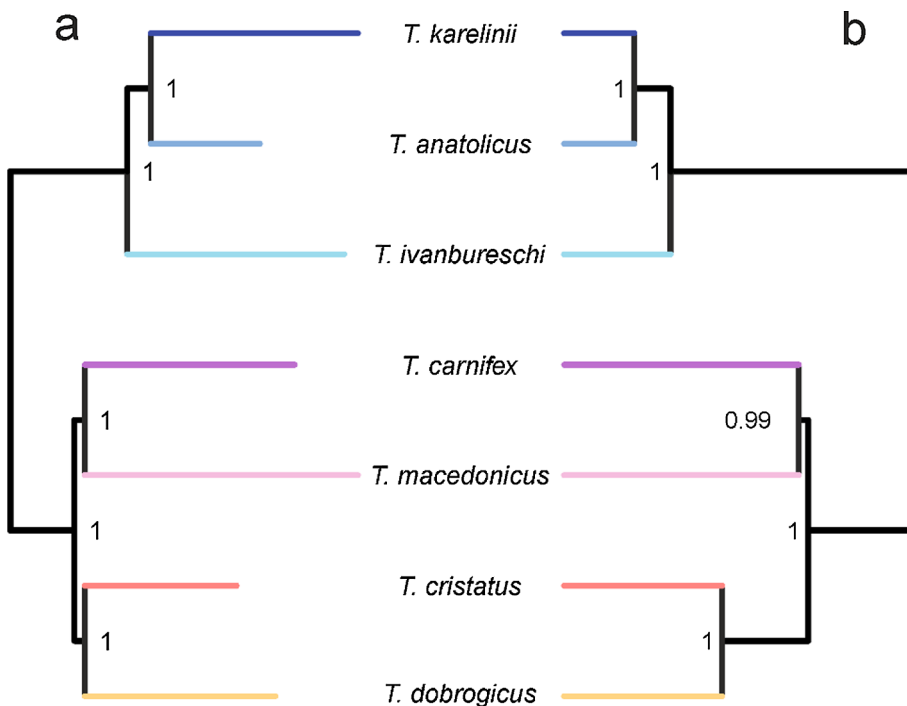 a
b
T. karelinii
1
1
T. anatolicus
1
1
T. ivanbureschi
T. carnifex
1
0.99
T. macedonicus
1
1
T. cristatus
1
1
T. dobrogicus